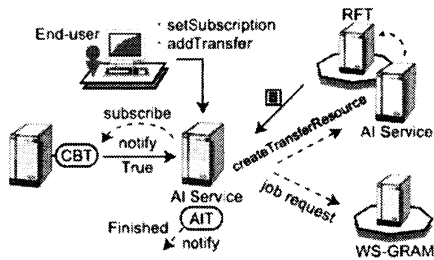 End-user
· setSubscription
· addTransfer
RFT
subscribe
notify
CBT
True
AI Service
createTransferResource
AI Service
job request
AIT
Finished
notify
WS-GRAM